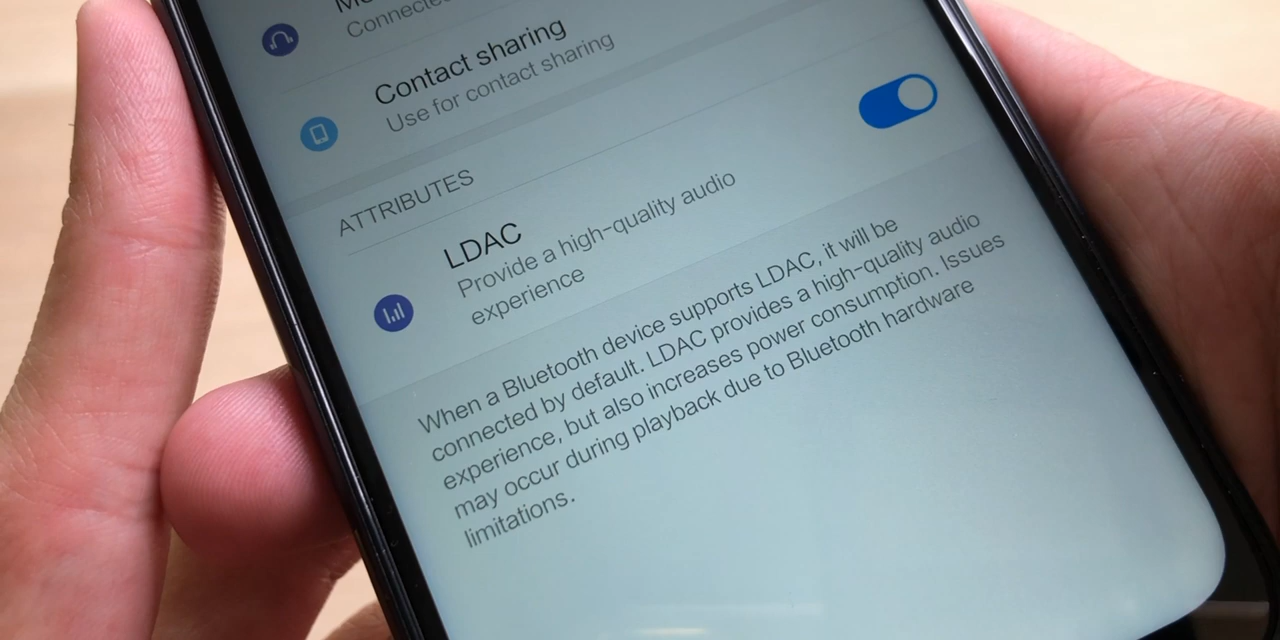 Connected
Contact sharing
Use for contact sharing
ATTRIBUTES
LDAC
Provide a high-quality audio
experience
When a Bluetooth device supports LDAC, it will be
connected by default. LDAC provides a high-quality audio
experience, but also increases power consumption. Issues
may occur during playback due to Bluetooth hardware
limitations.